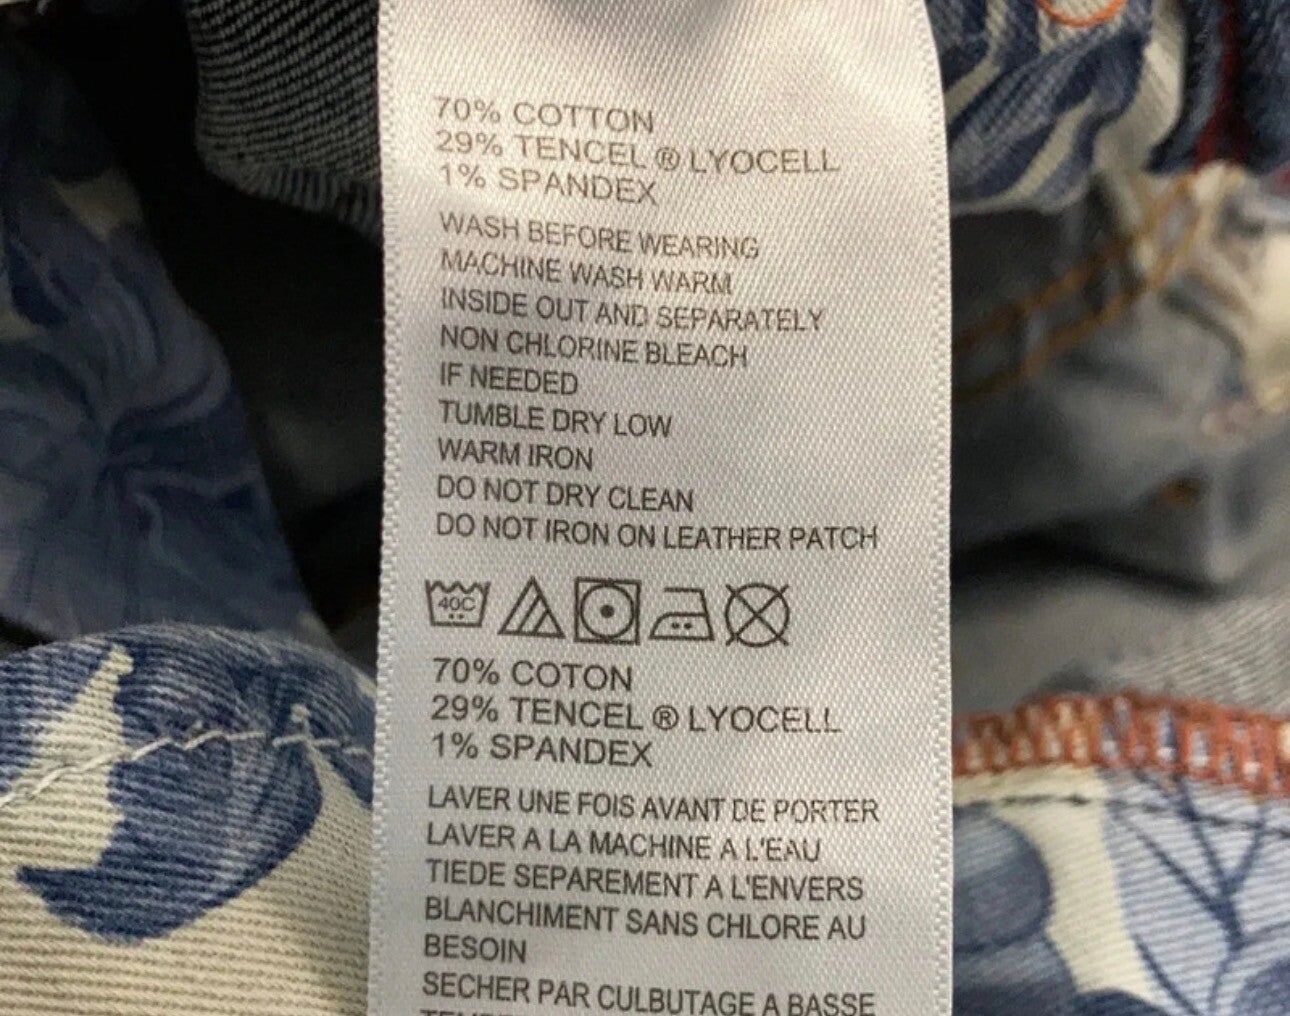 70% COTTON
29% TENCEL ® LYOCELL
1% SPANDEX
WASH BEFORE WEARING
MACHINE WASH WARM
INSIDE OUT AND SEPARATELY
NON CHLORINE BLEACH
IF NEEDED
TUMBLE DRY LOW
WARM IRON
DO NOT DRY CLEAN
DO NOT IRON ON LEATHER PATCH
40C
70% COTON
29% TENCEL ® LYOCELL
1% SPANDEX
LAVER UNE FOIS AVANT DE PORTER
LAVER A LA MACHINE A L'EAU
TIEDE SEPAREMENT A L'ENVERS
BLANCHIMENT SANS CHLORE AU
BESOIN
SECHER PAR CULBUTAGE A BASSE